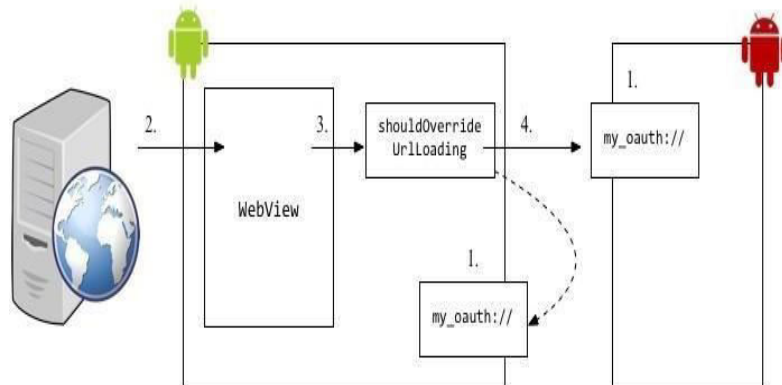 1.
2.
3.
shouldOverride
UrlLoading
4.
my_oauth://
WebView
1.
my_oauth://